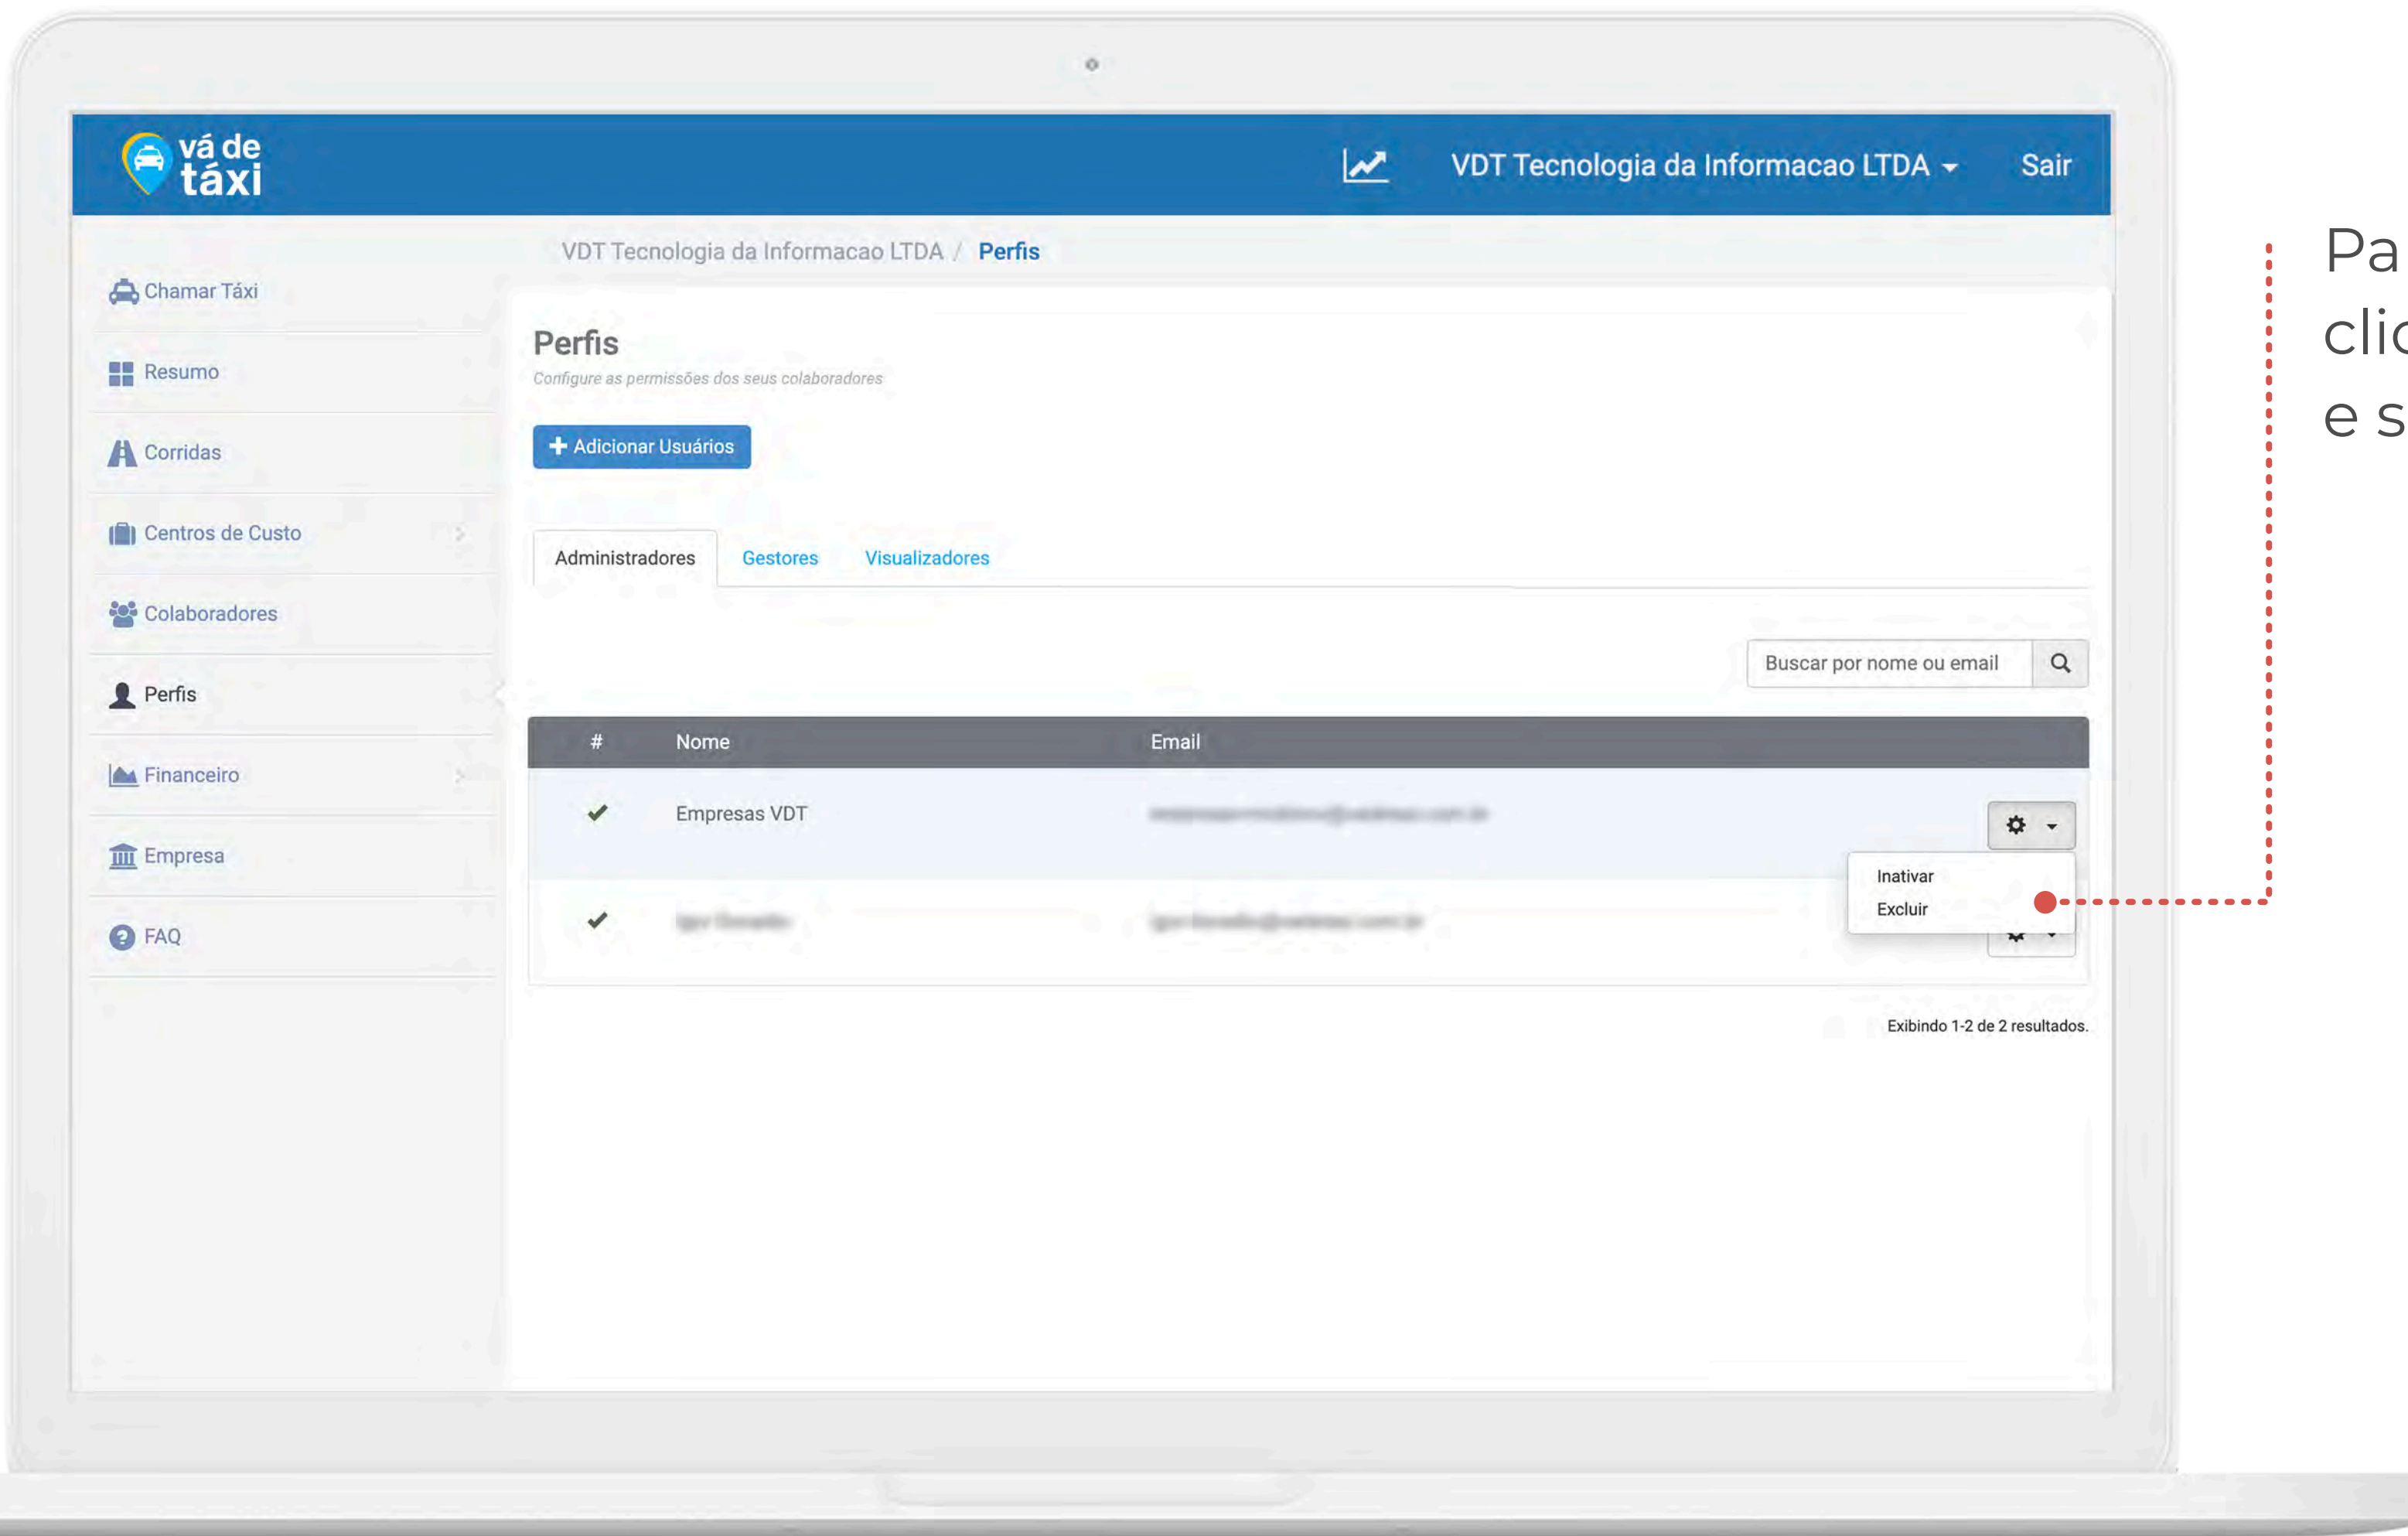 vá de
táxi
VDT Tecnologia da Informacao LTDA
Sair
VDT Tecnologia da Informacao LTDA / Perfis
Chamar Táxi
Resumo
Corridas
Centros de Custo
Colaboradores
Perfis
Financeiro
Empresa
FAQ
Perfis
Configure as permissões dos seus colaboradores
+ Adicionar Usuários
Administradores Gestores Visualizadores
Buscar por nome ou email
# Nome Email
Empresas VDT
Inativar
Excluir
Exibindo 1-2 de 2 resultados.
Pa
clic
e s